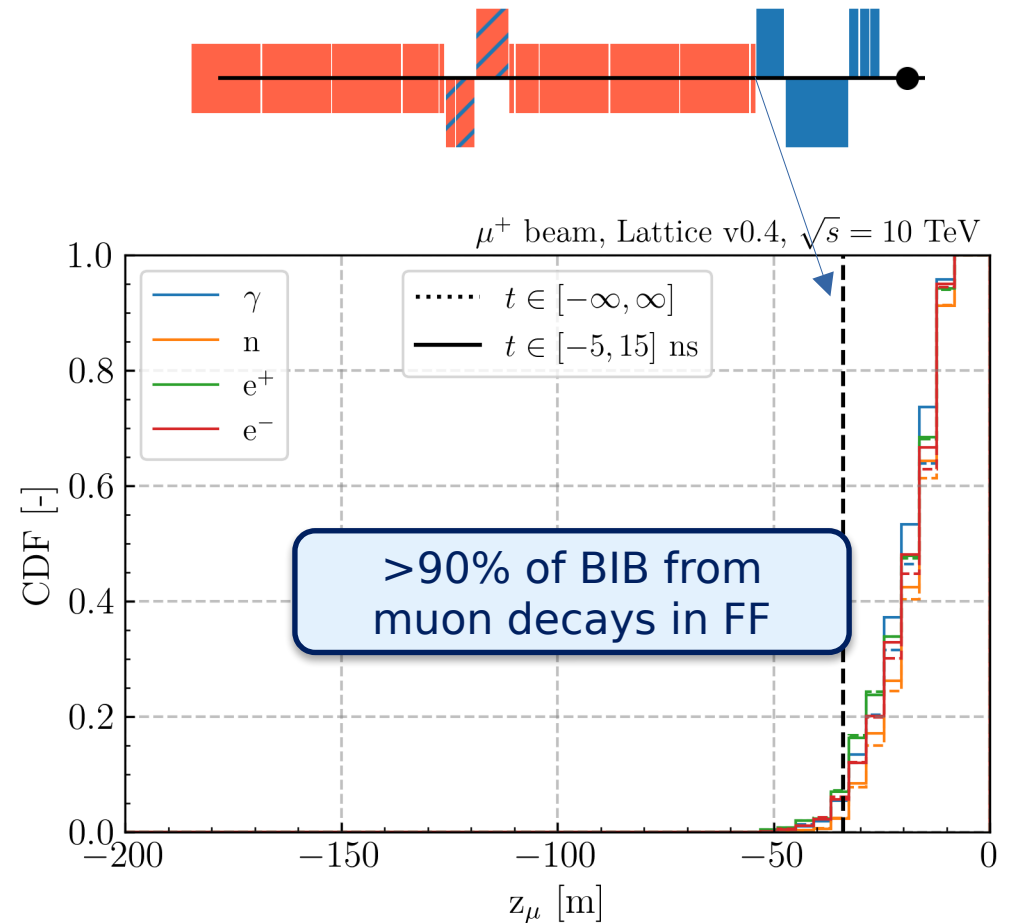 μ⁺ beam, Lattice v0.4, √s = 10 TeV
1.0
0.8
0.6
0.4
0.2
0.0
CDF [-]
γ
n
e⁺
e⁻
t ∈ [−∞, ∞]
t ∈ [−5, 15] ns
>90% of BIB from
muon decays in FF
−200
−150
−100
−50
0
z_μ [m]